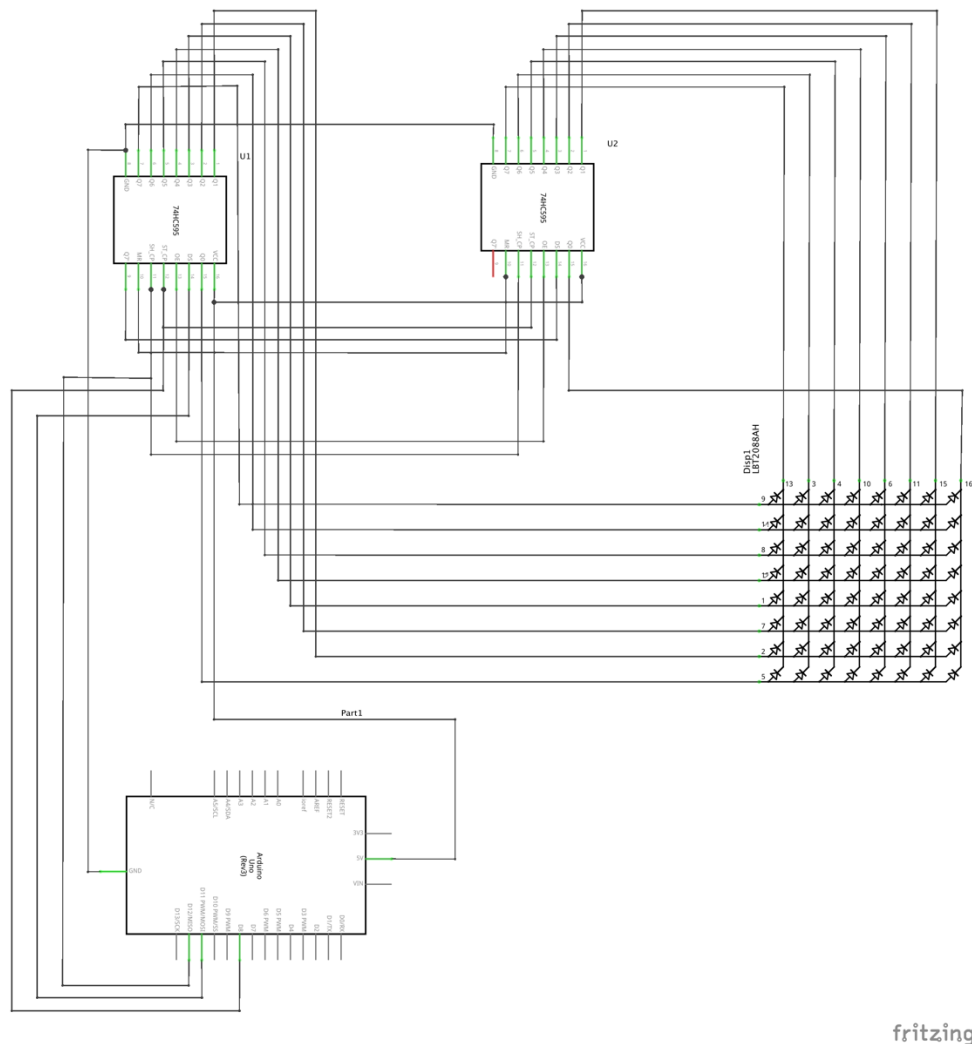 U1
U2
GND
Q7
Q6
Q5
Q4
Q3
Q2
Q1
74HC595
Q7'
MR
SH_CP
ST_CP
OE
DS
Q0
VCC
GND
Q7
Q6
Q5
Q4
Q3
Q2
Q1
74HC595
Q7'
MR
SH_CP
ST_CP
OE
DS
Q0
VCC
Disp1
LBT2088AH
13
3
4
10
6
11
15
16
9
14
8
12
1
7
2
5
Part1
N/C
A5/SCL
A4/SDA
A3
A2
A1
A0
ioref
AREF
RESET2
RESET
3V3
5V
VIN
GND
Arduino
Uno
(Rev3)
D13/SCK
D12/MISO
D11 PWM/MOSI
D10 PWM/SS
D9 PWM
D8
D7
D6 PWM
D5 PWM
D4
D3 PWM
D2
D1/TX
D0/RX
fritzing